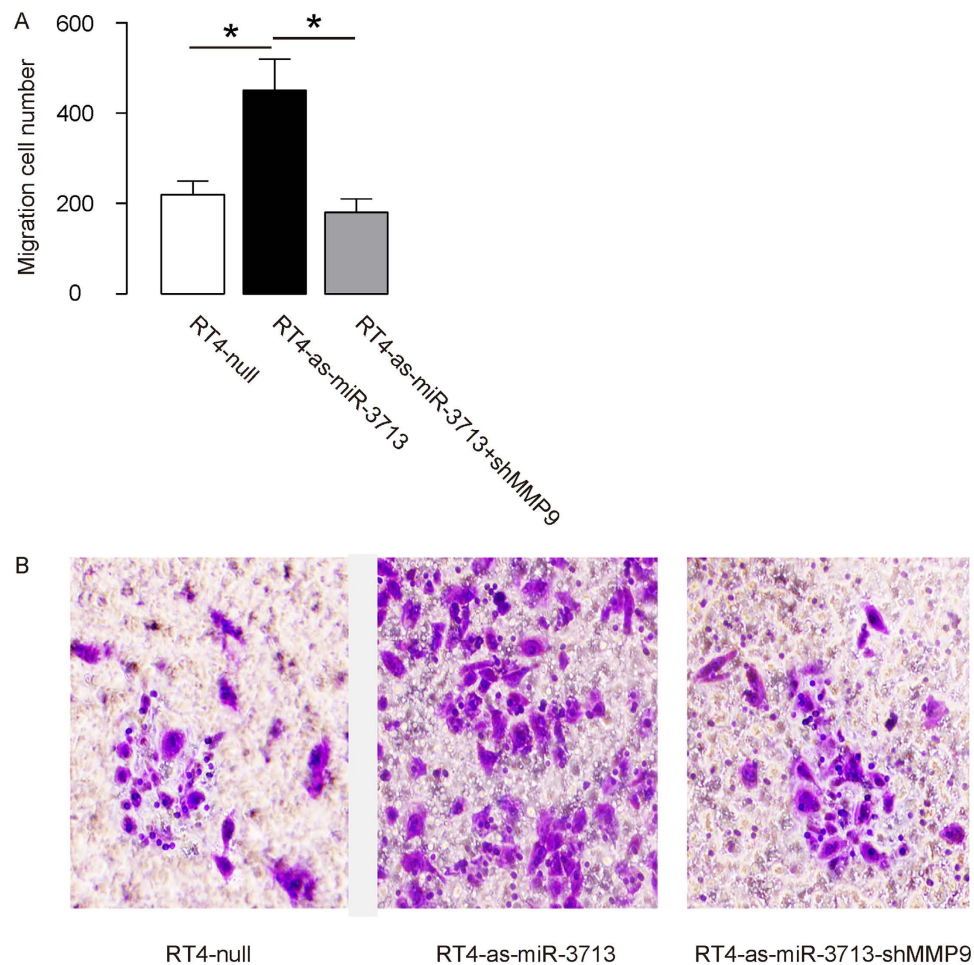 A
600
400
200
0
Migration cell number
*
*
RT4-null
RT4-as-miR-3713
RT4-as-miR-3713+shMMP9
B
RT4-null
RT4-as-miR-3713
RT4-as-miR-3713-shMMP9